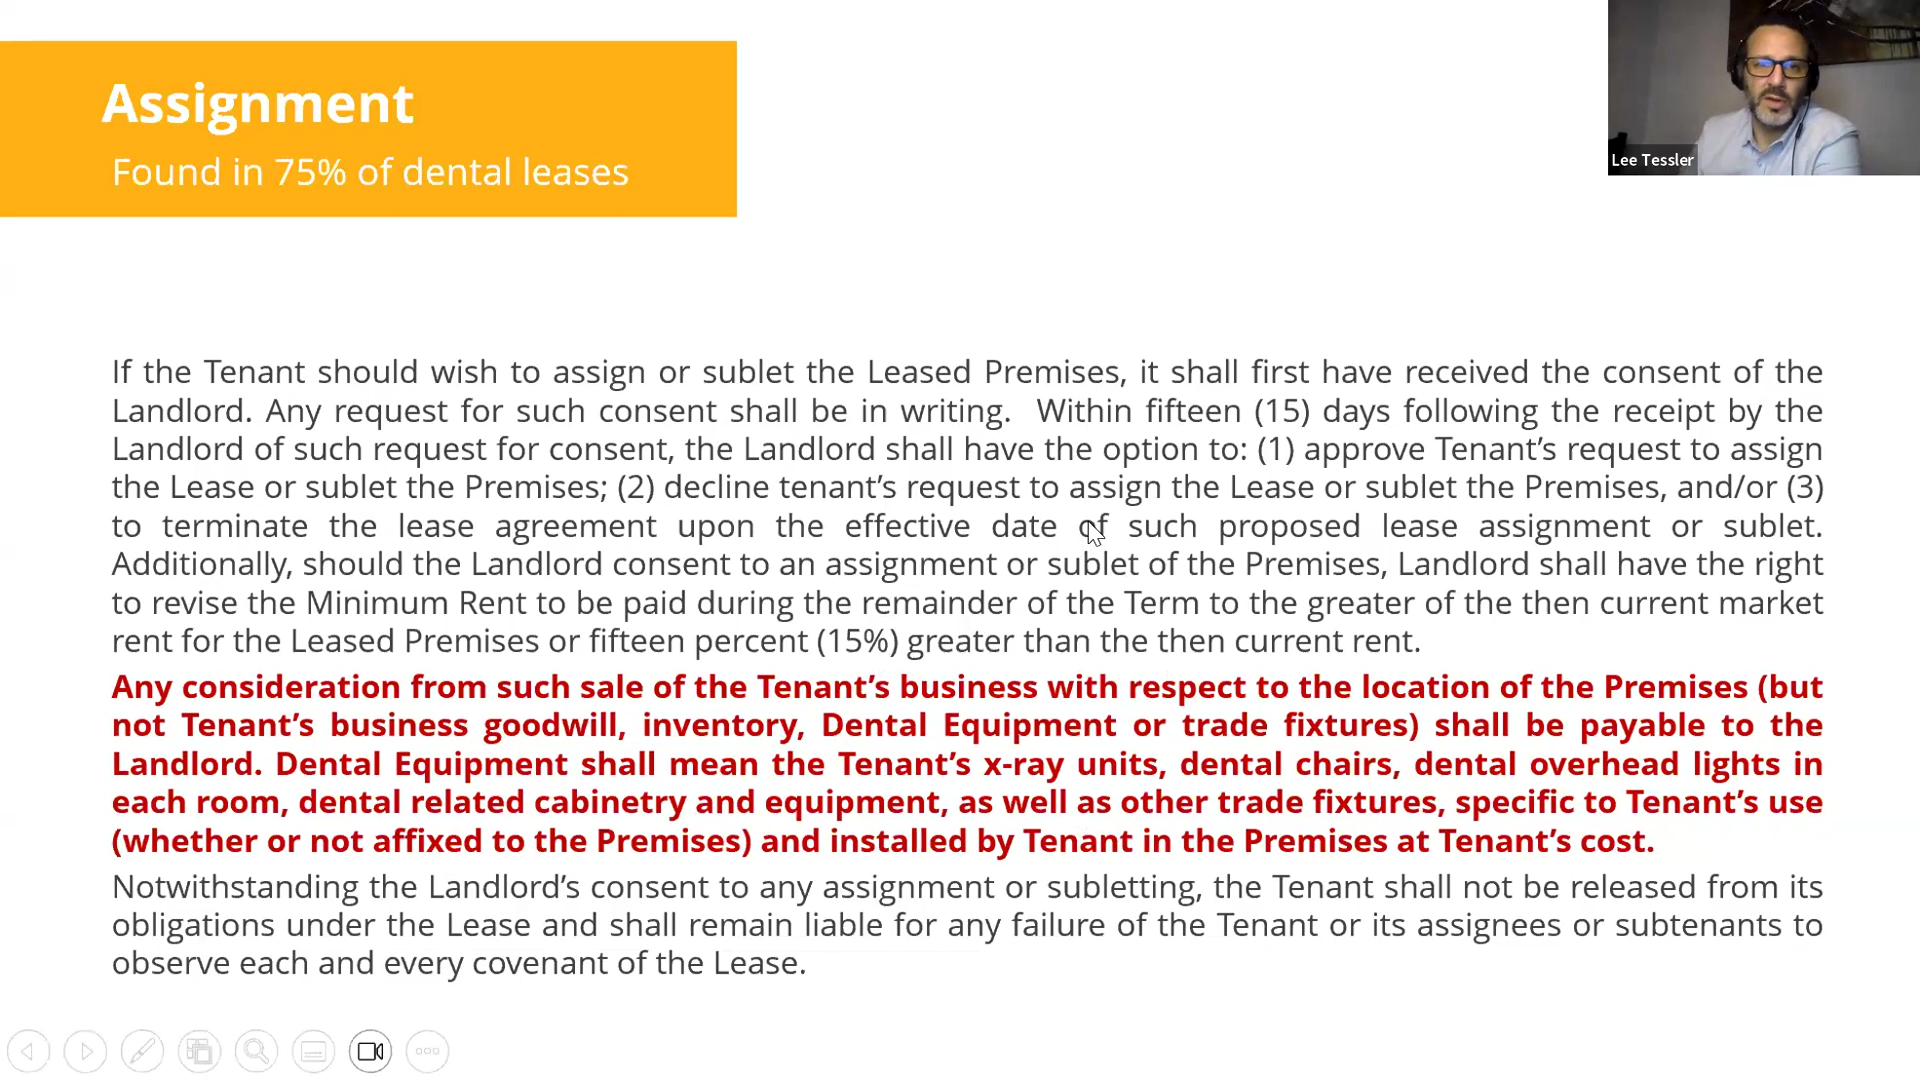 Assignment
Found in 75% of dental leases
Lee Tessler
If the Tenant should wish to assign or sublet the Leased Premises, it shall first have received the consent of the
Landlord. Any request for such consent shall be in writing.  Within fifteen (15) days following the receipt by the
Landlord of such request for consent, the Landlord shall have the option to: (1) approve Tenant’s request to assign
the Lease or sublet the Premises; (2) decline tenant’s request to assign the Lease or sublet the Premises, and/or (3)
to terminate the lease agreement upon the effective date of such proposed lease assignment or sublet.
Additionally, should the Landlord consent to an assignment or sublet of the Premises, Landlord shall have the right
to revise the Minimum Rent to be paid during the remainder of the Term to the greater of the then current market
rent for the Leased Premises or fifteen percent (15%) greater than the then current rent.
Any consideration from such sale of the Tenant’s business with respect to the location of the Premises (but
not Tenant’s business goodwill, inventory, Dental Equipment or trade fixtures) shall be payable to the
Landlord. Dental Equipment shall mean the Tenant’s x-ray units, dental chairs, dental overhead lights in
each room, dental related cabinetry and equipment, as well as other trade fixtures, specific to Tenant’s use
(whether or not affixed to the Premises) and installed by Tenant in the Premises at Tenant’s cost.
Notwithstanding the Landlord’s consent to any assignment or subletting, the Tenant shall not be released from its
obligations under the Lease and shall remain liable for any failure of the Tenant or its assignees or subtenants to
observe each and every covenant of the Lease.